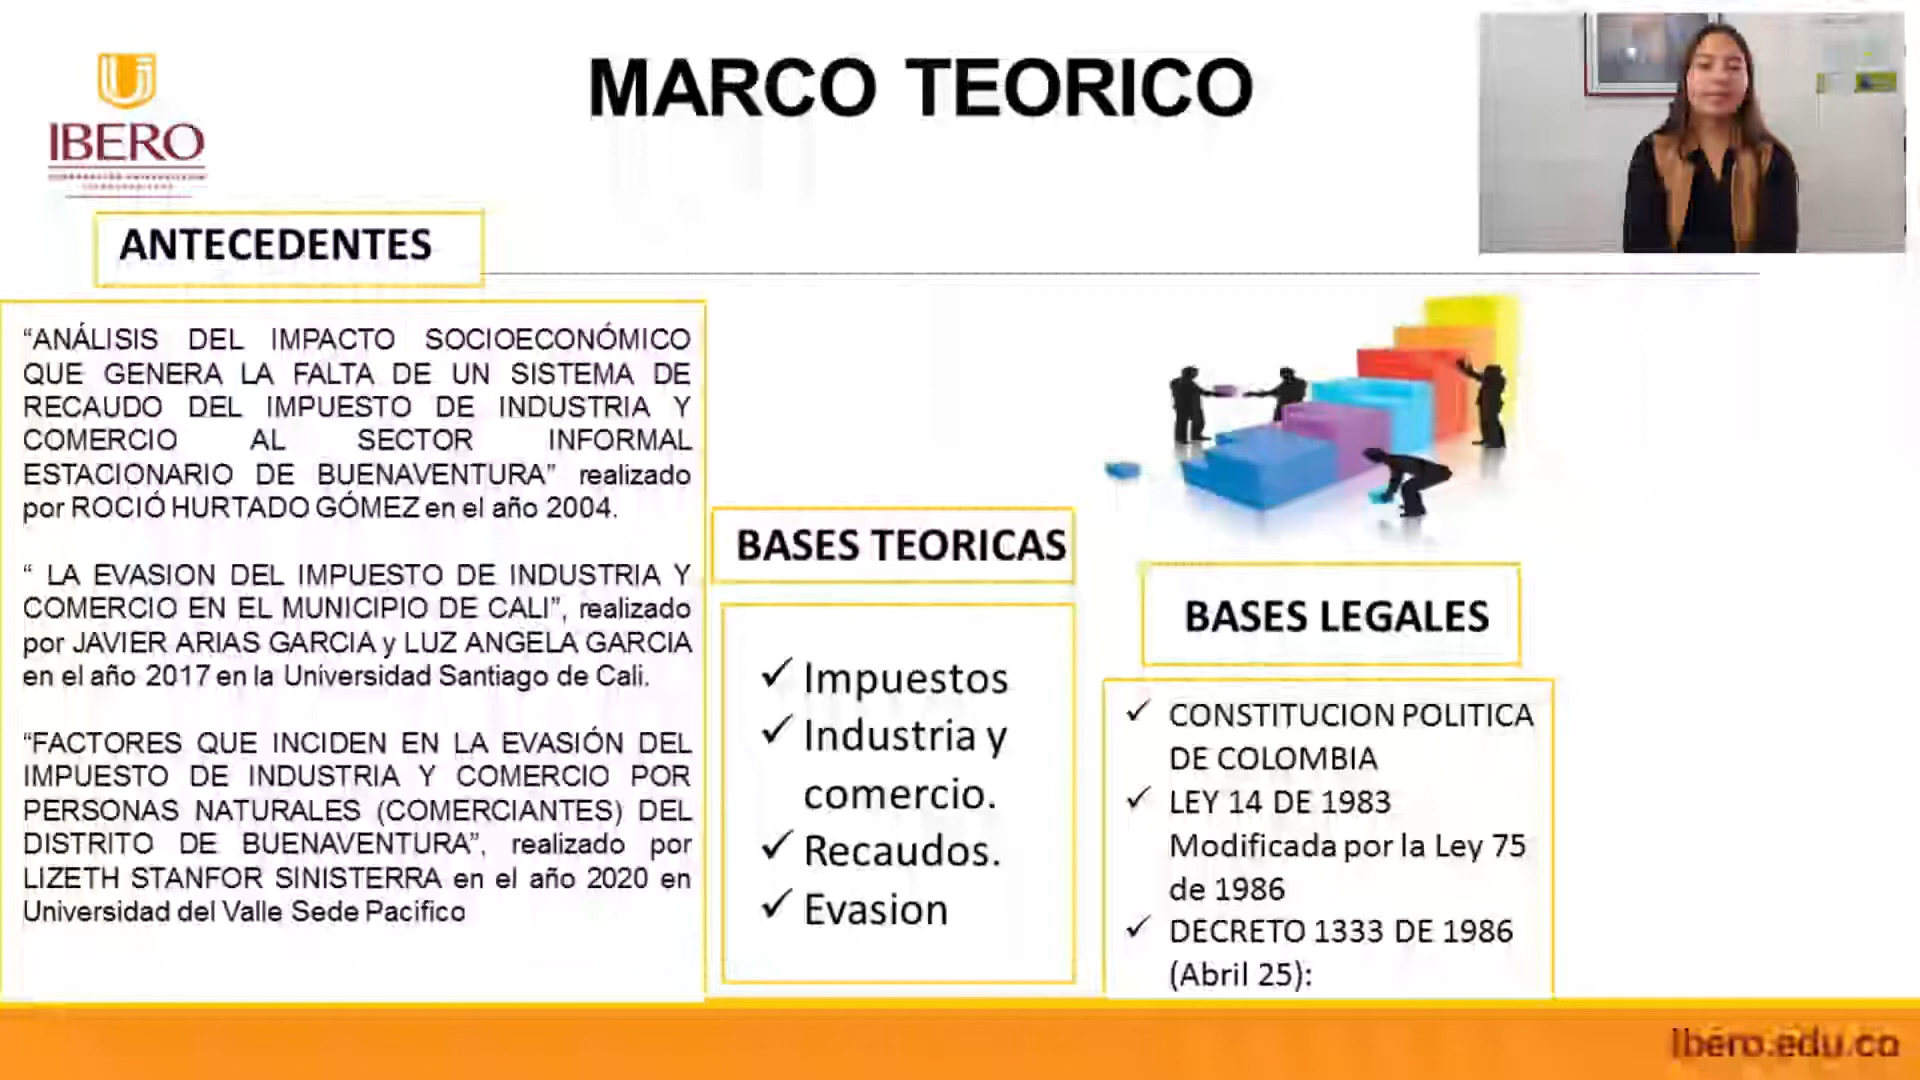 IBERO
MARCO TEORICO
ANTECEDENTES
“ANÁLISIS DEL IMPACTO SOCIOECONÓMICO
QUE GENERA LA FALTA DE UN SISTEMA DE
RECAUDO DEL IMPUESTO DE INDUSTRIA Y
COMERCIO AL SECTOR INFORMAL
ESTACIONARIO DE BUENAVENTURA” realizado
por ROCIÓ HURTADO GÓMEZ en el año 2004.
“ LA EVASION DEL IMPUESTO DE INDUSTRIA Y
COMERCIO EN EL MUNICIPIO DE CALI”, realizado
por JAVIER ARIAS GARCIA y LUZ ANGELA GARCIA
en el año 2017 en la Universidad Santiago de Cali.
“FACTORES QUE INCIDEN EN LA EVASIÓN DEL
IMPUESTO DE INDUSTRIA Y COMERCIO POR
PERSONAS NATURALES (COMERCIANTES) DEL
DISTRITO DE BUENAVENTURA”, realizado por
LIZETH STANFOR SINISTERRA en el año 2020 en
Universidad del Valle Sede Pacifico
BASES TEORICAS
✓ Impuestos
✓ Industria y
comercio.
✓ Recaudos.
✓ Evasion
BASES LEGALES
✓ CONSTITUCION POLITICA
DE COLOMBIA
✓ LEY 14 DE 1983
Modificada por la Ley 75
de 1986
✓ DECRETO 1333 DE 1986
(Abril 25):
Ibero.edu.co